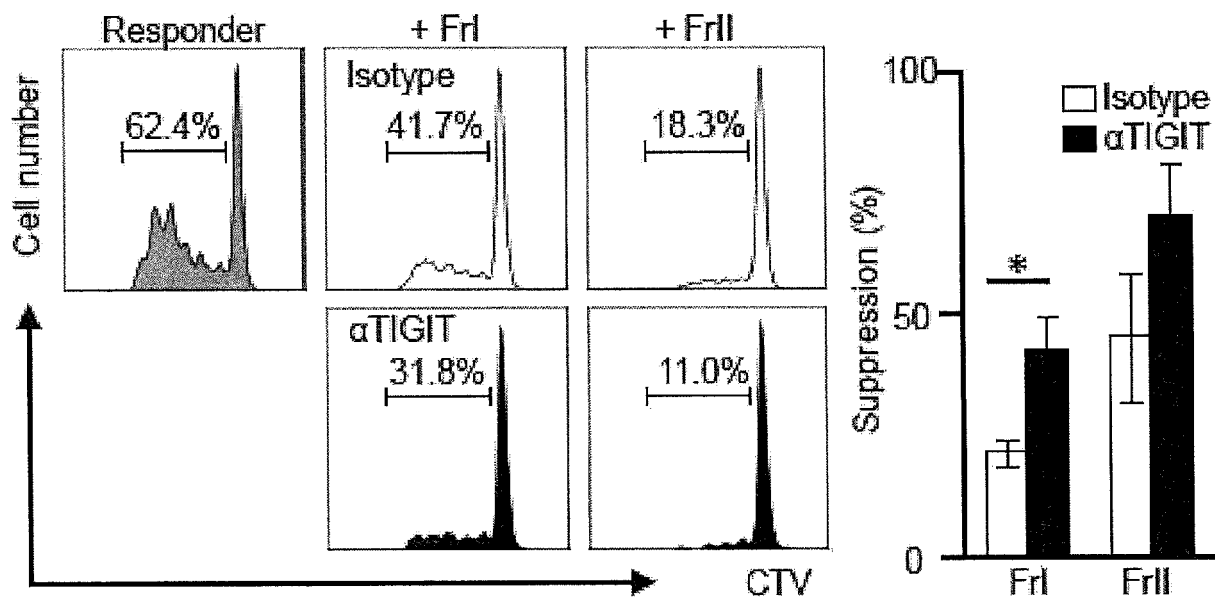 Responder
+ FrI
+ FrII
Cell number
62.4%
Isotype
41.7%
18.3%
αTIGIT
31.8%
11.0%
CTV
Suppression (%)
100
50
0
Isotype
αTIGIT
*
FrI
FrII